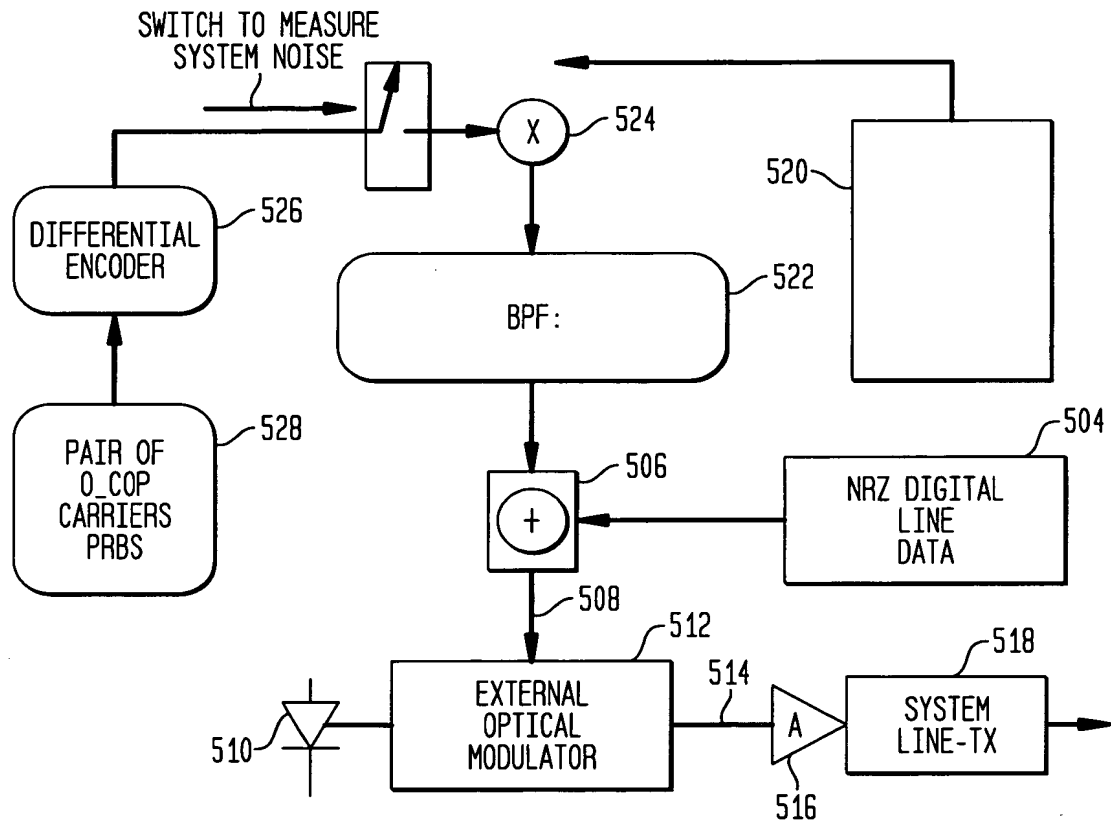 SWITCH TO MEASURE
SYSTEM NOISE
X
524
520
526
DIFFERENTIAL
ENCODER
522
BPF:
528
PAIR OF
O_COP
CARRIERS
PRBS
506
+
504
NRZ DIGITAL
LINE
DATA
508
512
EXTERNAL
OPTICAL
MODULATOR
510
514
A
516
518
SYSTEM
LINE-TX